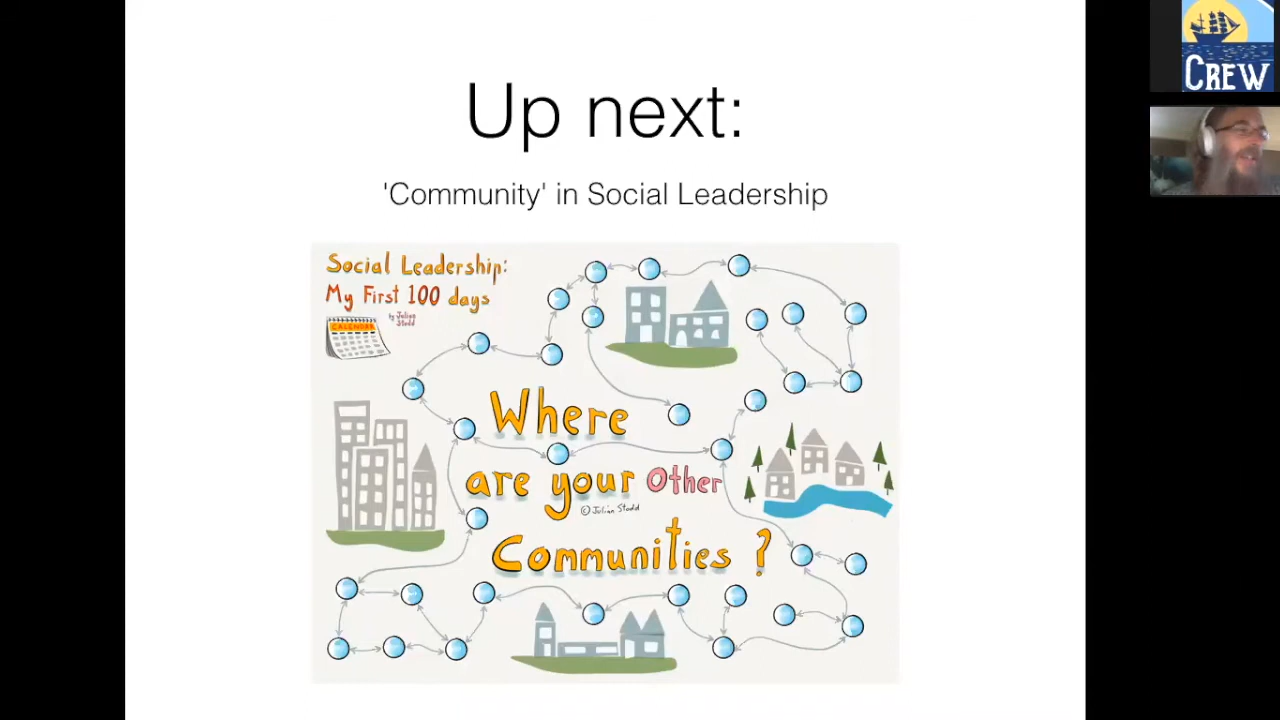 Up next:
'Community' in Social Leadership
Social Leadership:
My First 100 days
by Julian
Stodd
CALENDAR
Where
are your Other
© Julian Stodd
Communities?
CREW